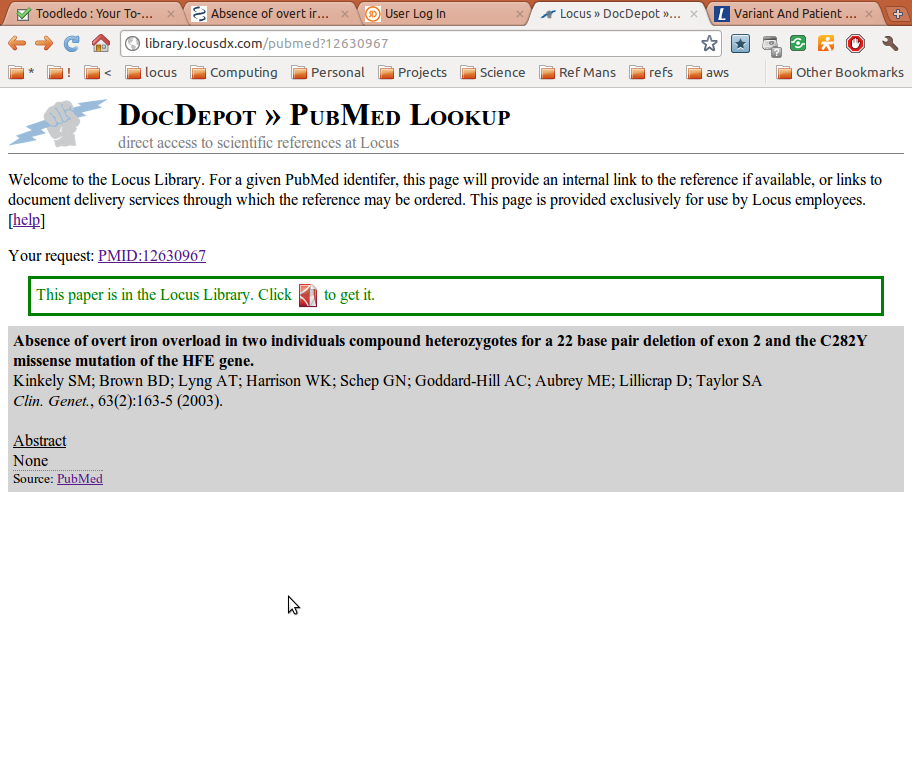 Toodledo : Your To-...
Absence of overt ir...
User Log In
Locus » DocDepot »...
Variant And Patient ...
library.locusdx.com/pubmed?12630967
*
!
<
locus
Computing
Personal
Projects
Science
Ref Mans
refs
aws
Other Bookmarks
DocDepot » PubMed Lookup
direct access to scientific references at Locus
Welcome to the Locus Library. For a given PubMed identifer, this page will provide an internal link to the reference if available, or links to
document delivery services through which the reference may be ordered. This page is provided exclusively for use by Locus employees.
[help]
Your request: PMID:12630967
This paper is in the Locus Library. Click to get it.
Absence of overt iron overload in two individuals compound heterozygotes for a 22 base pair deletion of exon 2 and the C282Y
missense mutation of the HFE gene.
Kinkely SM; Brown BD; Lyng AT; Harrison WK; Schep GN; Goddard-Hill AC; Aubrey ME; Lillicrap D; Taylor SA
Clin. Genet., 63(2):163-5 (2003).
Abstract
None
Source: PubMed